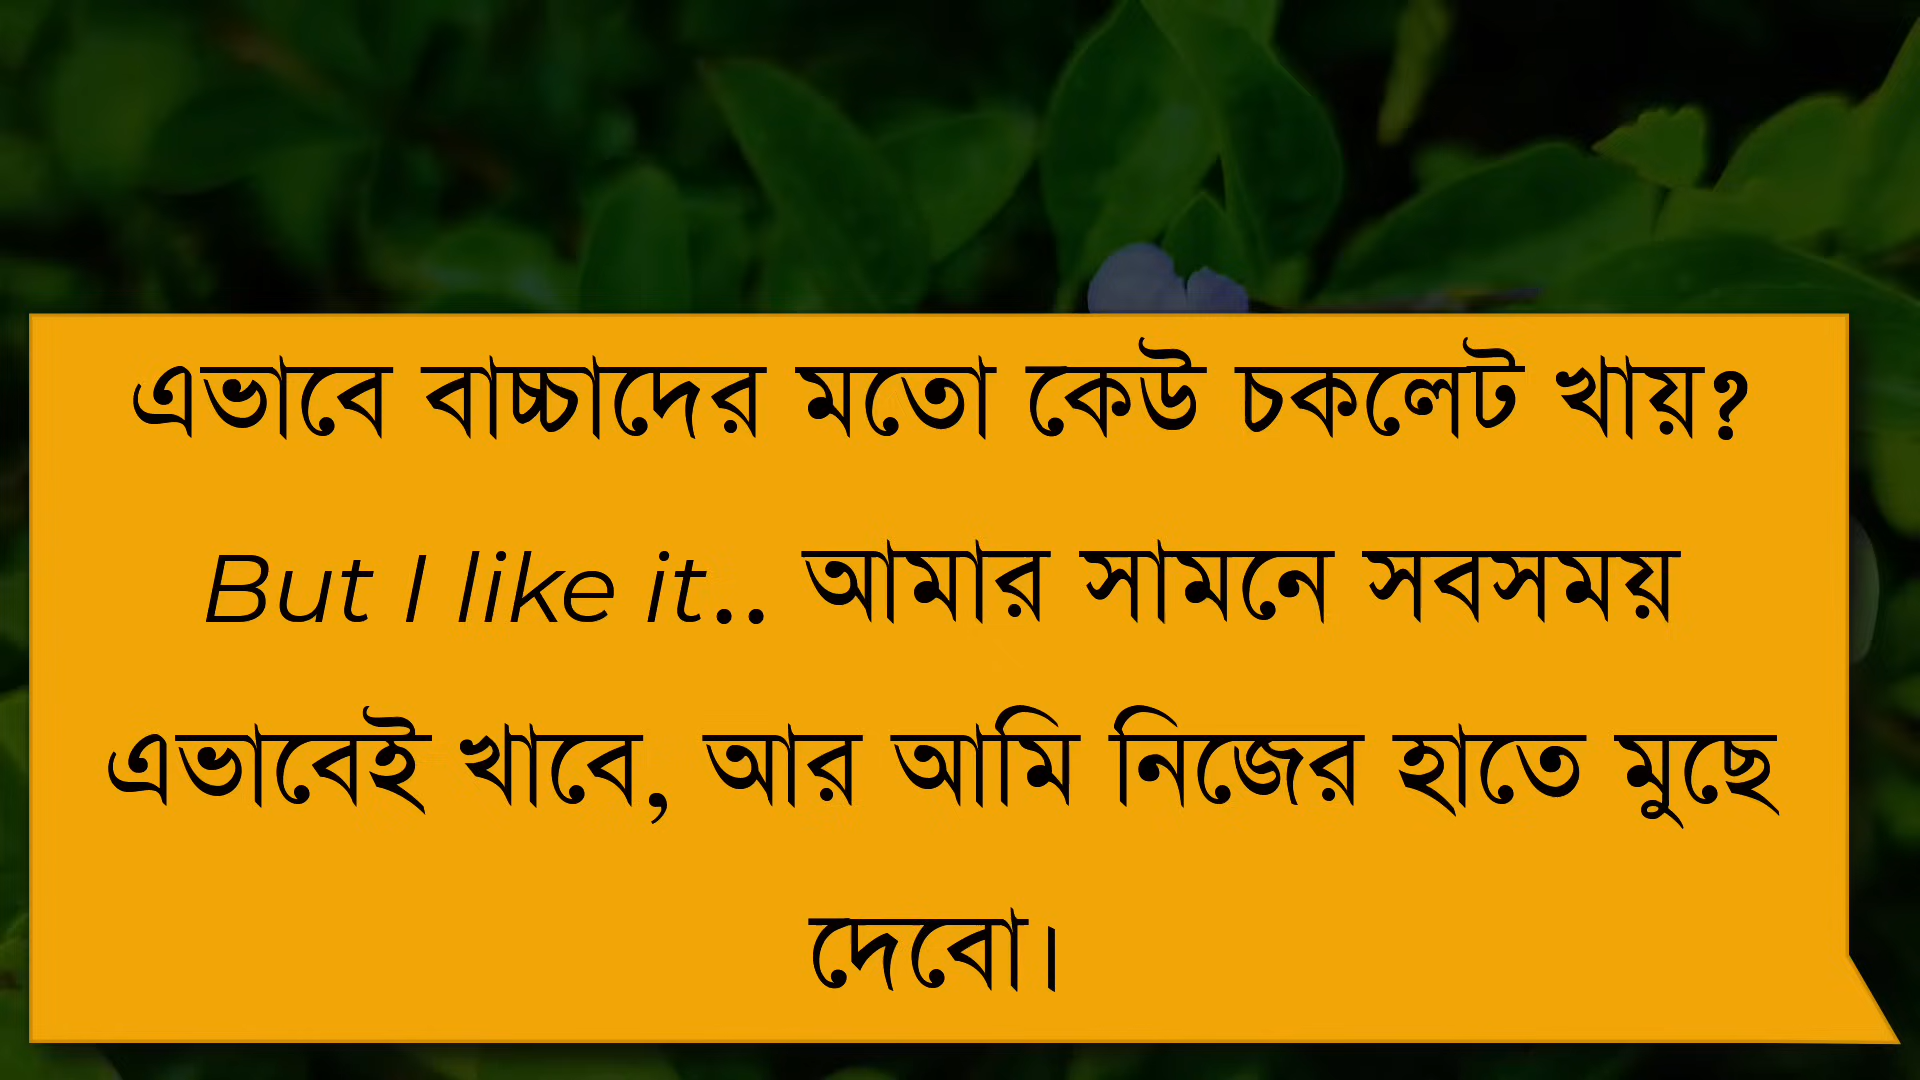 এভাবে বাচ্চাদের মতো কেউ চকলেট খায়?
But I like it.. আমার সামনে সবসময়
এভাবেই খাবে, আর আমি নিজের হাতে মুছে
দেবো।